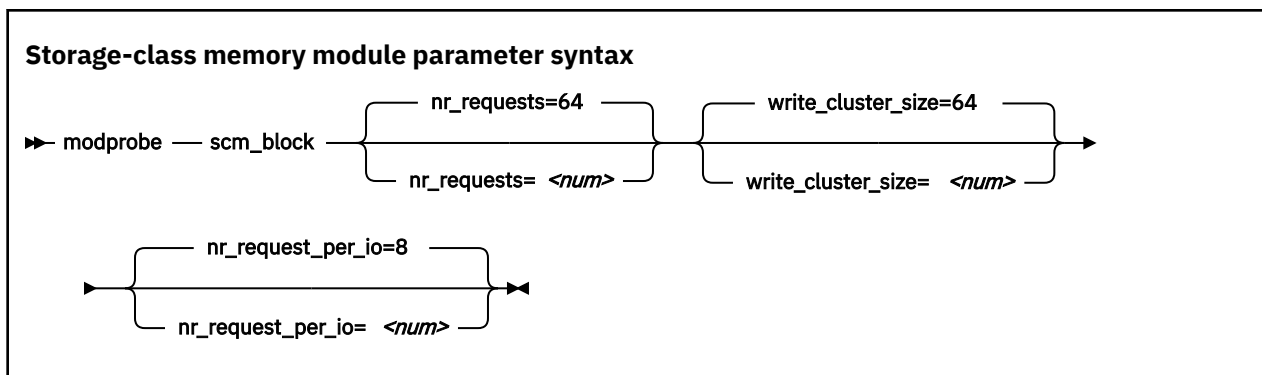 Storage-class memory module parameter syntax
nr_requests=64 write_cluster_size=64
modprobe scm_block
nr_requests= <num> write_cluster_size= <num>
nr_request_per_io=8
nr_request_per_io= <num>